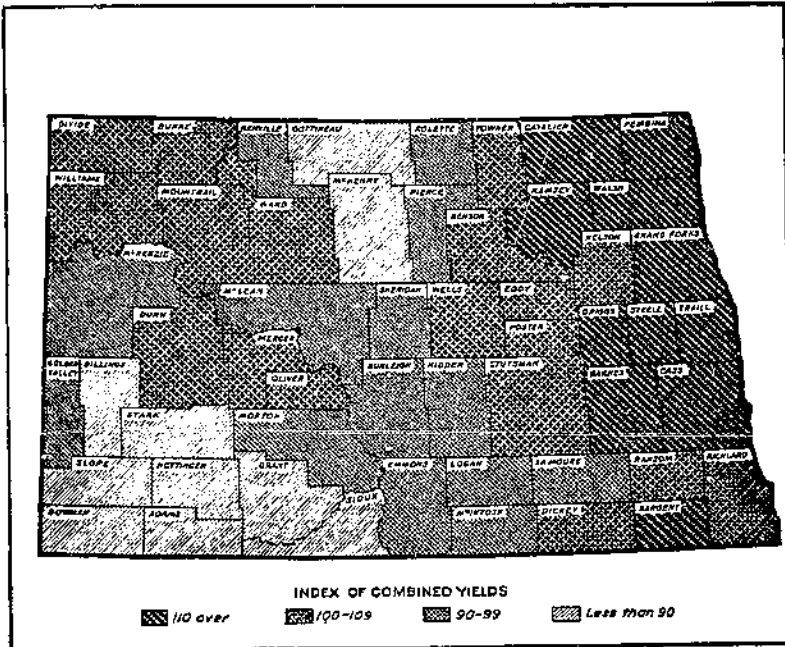 DIVIDE BURKE RENVILLE BOTTINEAU ROLETTE TOWNER CAVALIER PEMBINA
WILLIAMS MOUNTRAIL WARD McHENRY PIERCE BENSON RAMSEY WALSH
NELSON GRAND FORKS
McKENZIE
DUNN McLEAN SHERIDAN WELLS EDDY
MERCER FOSTER GRIGGS STEELE TRAILL
GOLDEN VALLEY BILLINGS OLIVER BURLEIGH KIDDER STUTSMAN BARNES CASS
STARK MORTON
SLOPE HETTINGER GRANT EMMONS LOGAN LAMOURE RANSOM RICHLAND
SIOUX
BOWMAN ADAMS McINTOSH DICKEY SARGENT
INDEX OF COMBINED YIELDS
110 over 100-109 90-99 Less than 90